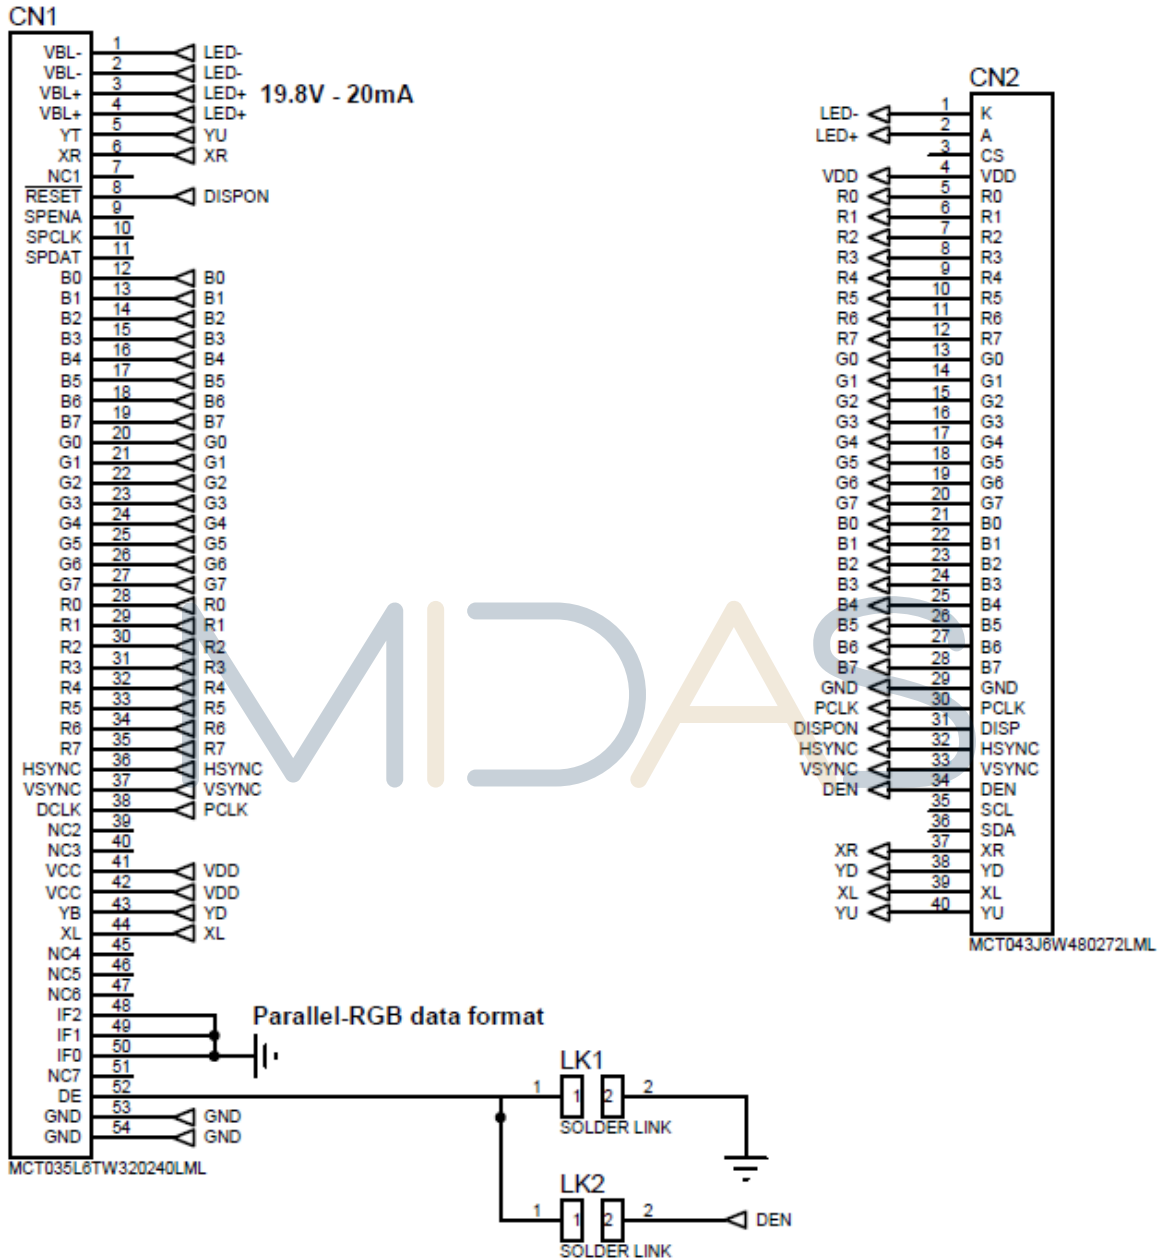 CN1
VBL- 1 LED-
VBL- 2 LED-
VBL+ 3 LED+ 19.8V - 20mA
VBL+ 4 LED+
YT 5 YU
XR 6 XR
NC1 7
RESET 8 DISPON
SPENA 9
SPCLK 10
SPDAT 11
B0 12 B0
B1 13 B1
B2 14 B2
B3 15 B3
B4 16 B4
B5 17 B5
B6 18 B6
B7 19 B7
G0 20 G0
G1 21 G1
G2 22 G2
G3 23 G3
G4 24 G4
G5 25 G5
G6 26 G6
G7 27 G7
R0 28 R0
R1 29 R1
R2 30 R2
R3 31 R3
R4 32 R4
R5 33 R5
R6 34 R6
R7 35 R7
HSYNC 36 HSYNC
VSYNC 37 VSYNC
DCLK 38 PCLK
NC2 39
NC3 40
VCC 41 VDD
VCC 42 VDD
YB 43 YD
XL 44 XL
NC4 45
NC5 46
NC6 47
IF2 48
IF1 49
IF0 50
NC7 51
DE 52
GND 53 GND
GND 54 GND
MCT035L6TW320240LML
Parallel-RGB data format
LK1
1 1 2 2
SOLDER LINK
LK2
1 1 2 2 DEN
SOLDER LINK
CN2
LED- 1 K
LED+ 2 A
3 CS
VDD 4 VDD
R0 5 R0
R1 6 R1
R2 7 R2
R3 8 R3
R4 9 R4
R5 10 R5
R6 11 R6
R7 12 R7
G0 13 G0
G1 14 G1
G2 15 G2
G3 16 G3
G4 17 G4
G5 18 G5
G6 19 G6
G7 20 G7
B0 21 B0
B1 22 B1
B2 23 B2
B3 24 B3
B4 25 B4
B5 26 B5
B6 27 B6
B7 28 B7
GND 29 GND
PCLK 30 PCLK
DISPON 31 DISP
HSYNC 32 HSYNC
VSYNC 33 VSYNC
DEN 34 DEN
35 SCL
36 SDA
XR 37 XR
YD 38 YD
XL 39 XL
YU 40 YU
MCT043J6W480272LML
MIDAS